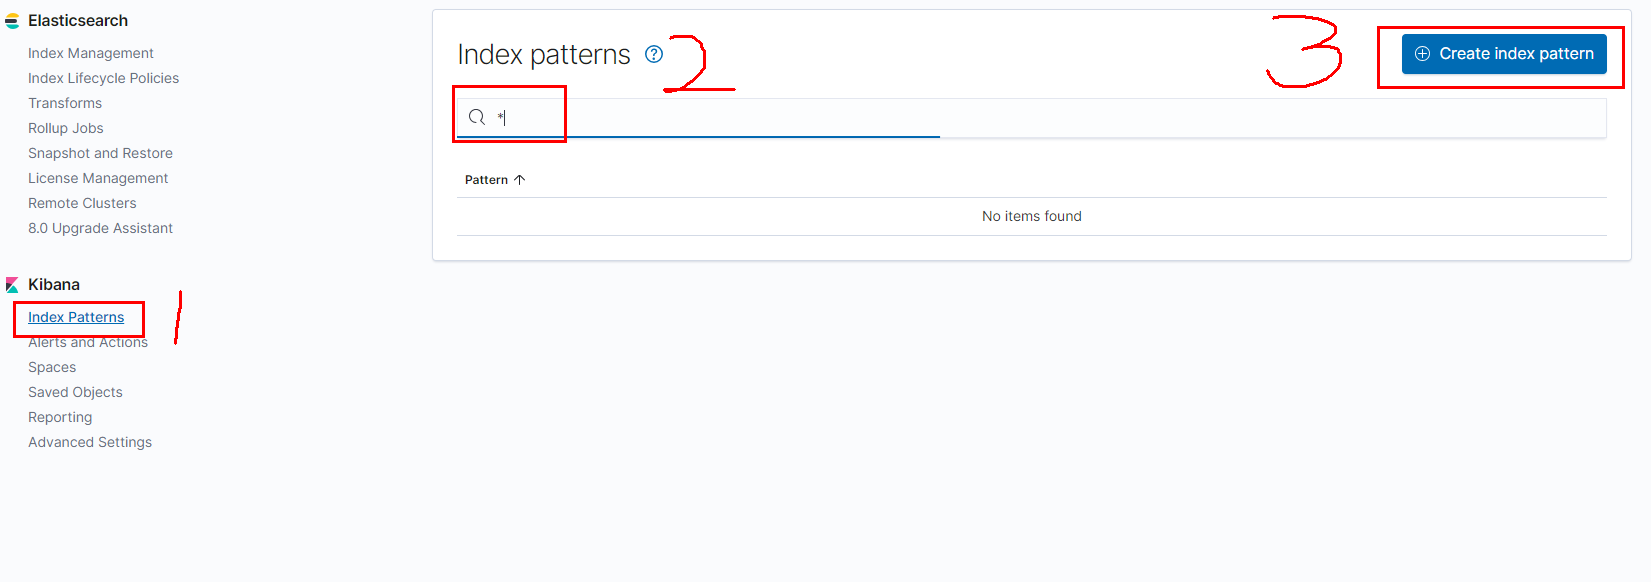 Elasticsearch
Index Management
Index Lifecycle Policies
Transforms
Rollup Jobs
Snapshot and Restore
License Management
Remote Clusters
8.0 Upgrade Assistant
Kibana
Index Patterns
1
Alerts and Actions
Spaces
Saved Objects
Reporting
Advanced Settings
Index patterns ? 2
3
Create index pattern
*
Pattern ↑
No items found